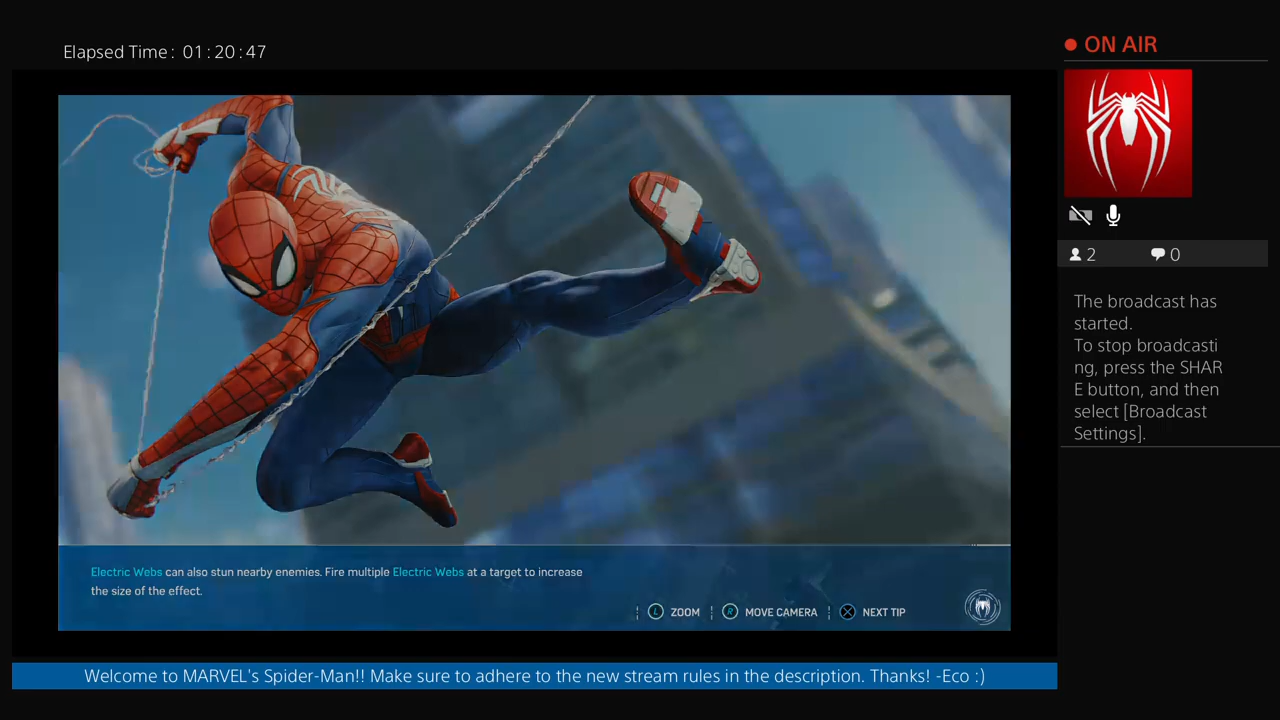 Elapsed Time: 01:20:47
ON AIR
2
0
The broadcast has
started.
To stop broadcasti
ng, press the SHAR
E button, and then
select [Broadcast
Settings].
Electric Webs can also stun nearby enemies. Fire multiple Electric Webs at a target to increase
the size of the effect.
L ZOOM R MOVE CAMERA NEXT TIP
Welcome to MARVEL's Spider-Man!! Make sure to adhere to the new stream rules in the description. Thanks! -Eco :)